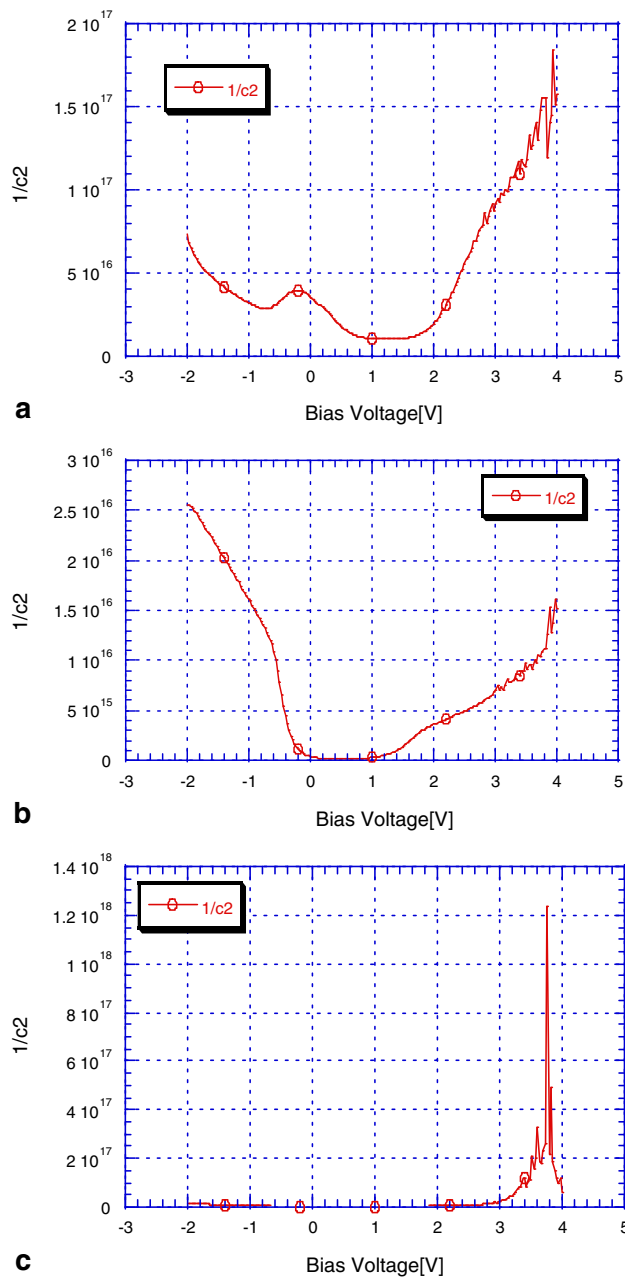 2 10^17
1/c2
1.5 10^17
1 10^17
5 10^16
0
-3 -2 -1 0 1 2 3 4 5
1/c2
Bias Voltage[V]
a
3 10^16
1/c2
2.5 10^16
2 10^16
1.5 10^16
1 10^16
5 10^15
0
-3 -2 -1 0 1 2 3 4 5
1/c2
Bias Voltage[V]
b
1.4 10^18
1/c2
1.2 10^18
1 10^18
8 10^17
6 10^17
4 10^17
2 10^17
0
-3 -2 -1 0 1 2 3 4 5
1/c2
Bias Voltage[V]
c